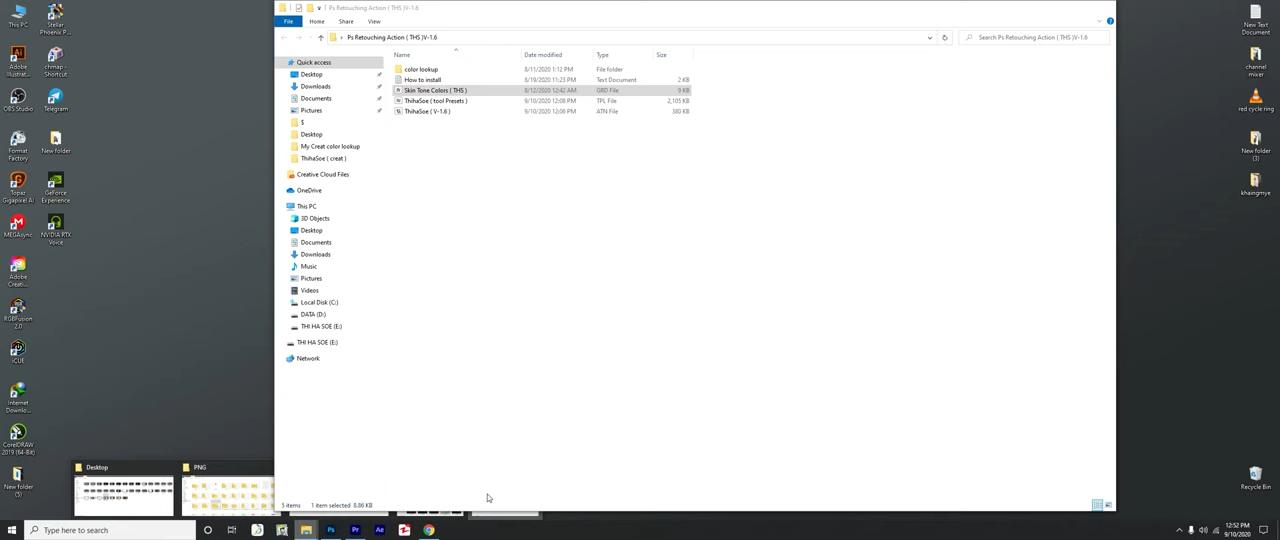 Ps Retouching Action ( THS )V-1.6
File
Home
Share
View
Ps Retouching Action ( THS )V-1.6
Search Ps Retouching Action ( THS )V-1.6
Name
Date modified
Type
Size
color lookup
8/11/2020 1:12 PM
File folder
How to install
8/19/2020 11:23 PM
Text Document
2 KB
Skin Tone Colors ( THS )
8/12/2020 12:42 AM
GRD File
9 KB
ThihaSoe ( tool Presets )
9/10/2020 12:08 PM
TPL File
2,105 KB
ThihaSoe ( V-1.6 )
9/10/2020 12:06 PM
ATN File
380 KB
Quick access
Desktop
Downloads
Documents
Pictures
$
Desktop
My Creat color lookup
ThihaSoe ( creat )
Creative Cloud Files
OneDrive
This PC
3D Objects
Desktop
Documents
Downloads
Music
Pictures
Videos
Local Disk (C:)
DATA (D:)
THI HA SOE (E:)
THI HA SOE (E:)
Network
5 items
1 item selected 8.86 KB
This PC
Stellar
Phoenix P...
Adobe
Illustrat...
chmap -
Shortcut
OBS Studio
Telegram
Format
Factory
New folder
Topaz
Gigapixel AI
GeForce
Experience
MEGAsync
NVIDIA RTX
Voice
Adobe
Creati...
RGBFusion
2.0
iCUE
Internet
Downlo...
CorelDRAW
2019 (64-Bit)
New folder
(5)
New Text
Document
channel
mixer
red cycle ring
New folder
(3)
khaingmye
Recycle Bin
Desktop
PNG
Type here to search
12:52 PM
9/10/2020